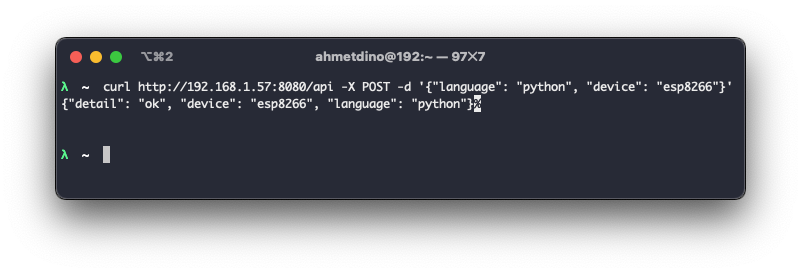 ⌥⌘2 ahmetdino@192:~ — 97✕7
λ ~ curl http://192.168.1.57:8080/api -X POST -d '{"language": "python", "device": "esp8266"}'
{"detail": "ok", "device": "esp8266", "language": "python"}%
λ ~